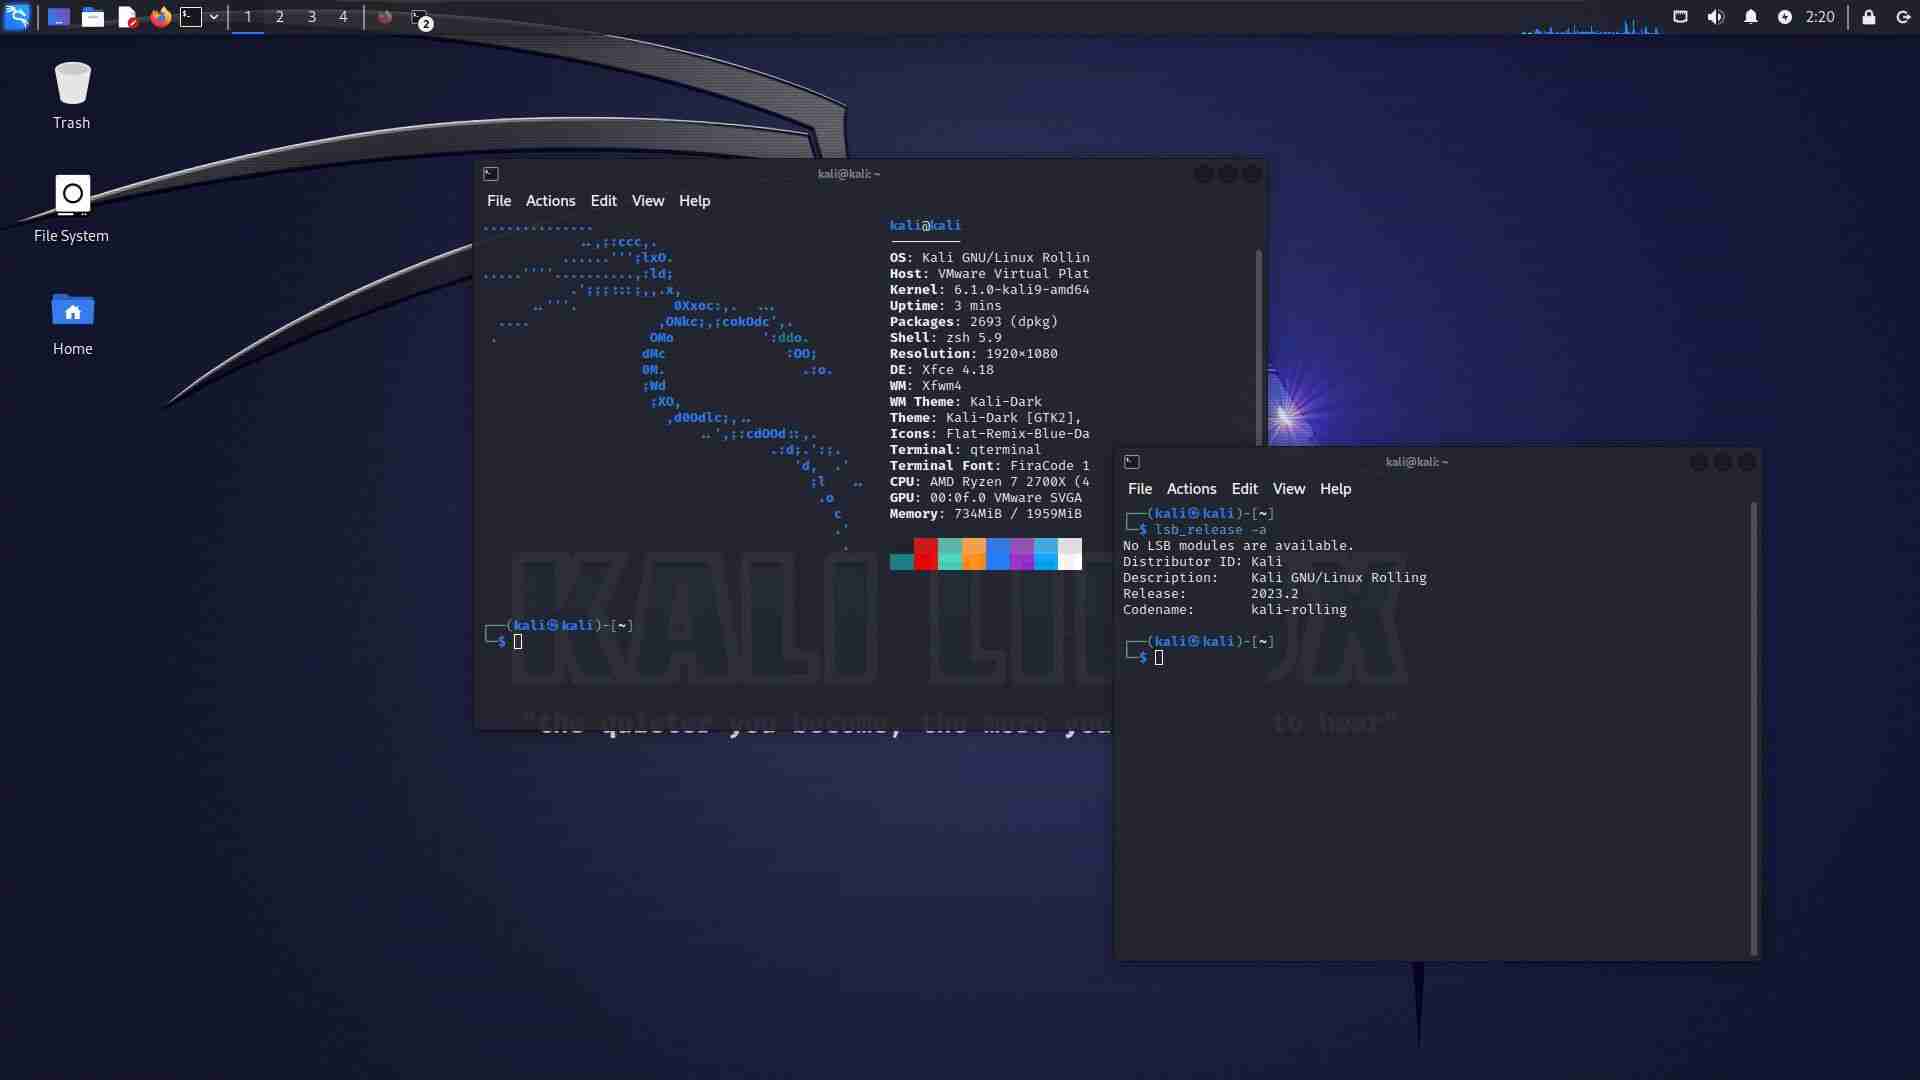 1 2 3 4
2
2:20
Trash
File System
Home
kali@kali: ~
File Actions Edit View Help
kali@kali
OS: Kali GNU/Linux Rollin
Host: VMware Virtual Plat
Kernel: 6.1.0-kali9-amd64
Uptime: 3 mins
Packages: 2693 (dpkg)
Shell: zsh 5.9
Resolution: 1920×1080
DE: Xfce 4.18
WM: Xfwm4
WM Theme: Kali-Dark
Theme: Kali-Dark [GTK2],
Icons: Flat-Remix-Blue-Da
Terminal: qterminal
Terminal Font: FiraCode 1
CPU: AMD Ryzen 7 2700X (4
GPU: 00:0f.0 VMware SVGA
Memory: 734MiB / 1959MiB
┌──(kali㉿kali)-[~]
└─$
kali@kali: ~
File Actions Edit View Help
┌──(kali㉿kali)-[~]
└─$ lsb_release -a
No LSB modules are available.
Distributor ID: Kali
Description:    Kali GNU/Linux Rolling
Release:        2023.2
Codename:       kali-rolling
┌──(kali㉿kali)-[~]
└─$
KALI LI X
"the quieter you become, the more you to hear"